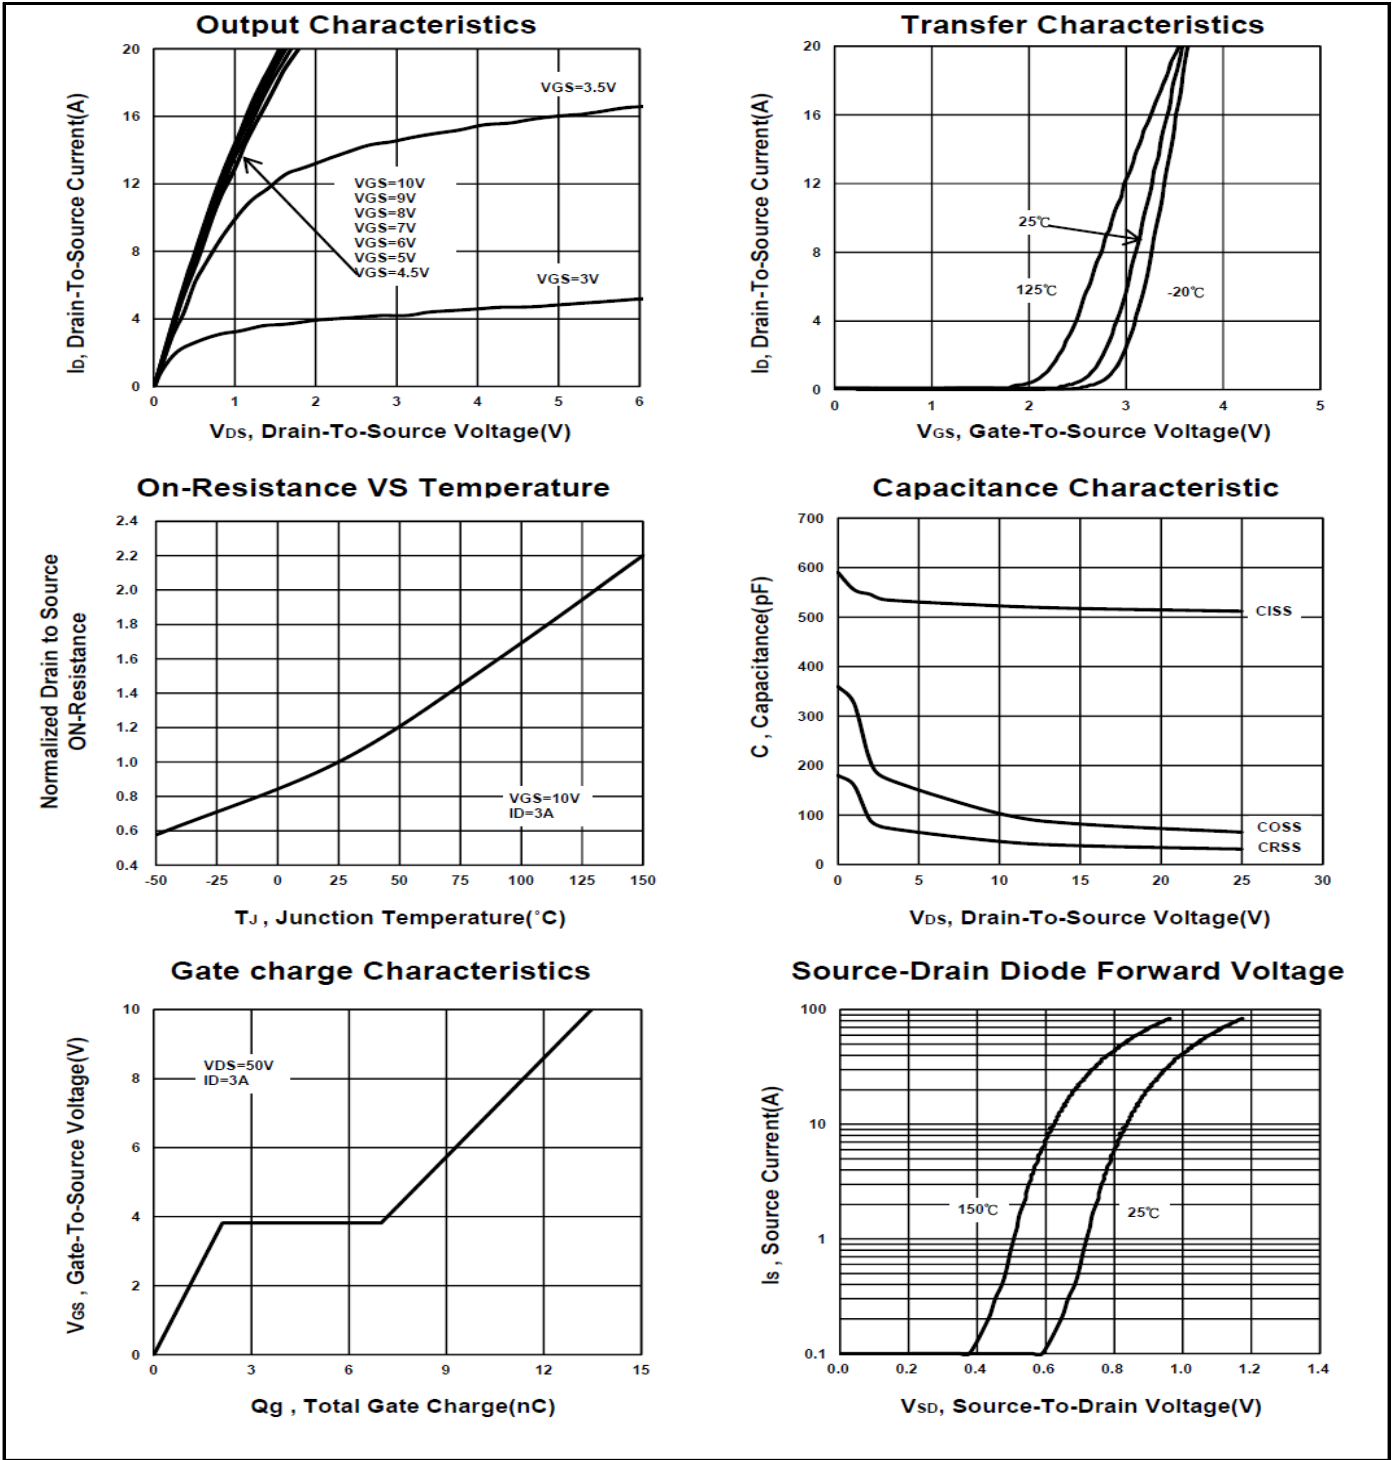 Output Characteristics
ID, Drain-To-Source Current(A)
20
16
12
8
4
0
VGS=3.5V
VGS=10V
VGS=9V
VGS=8V
VGS=7V
VGS=6V
VGS=5V
VGS=4.5V
VGS=3V
0 1 2 3 4 5 6
VDS, Drain-To-Source Voltage(V)
Transfer Characteristics
ID, Drain-To-Source Current(A)
20
16
12
8
4
0
25℃
125℃
-20℃
0 1 2 3 4 5
VGS, Gate-To-Source Voltage(V)
On-Resistance VS Temperature
Normalized Drain to Source
ON-Resistance
2.4
2.2
2.0
1.8
1.6
1.4
1.2
1.0
0.8
0.6
0.4
VGS=10V
ID=3A
-50 -25 0 25 50 75 100 125 150
TJ , Junction Temperature(°C)
Capacitance Characteristic
C , Capacitance(pF)
700
600
500
400
300
200
100
0
CISS
COSS
CRSS
0 5 10 15 20 25 30
VDS, Drain-To-Source Voltage(V)
Gate charge Characteristics
VGS , Gate-To-Source Voltage(V)
10
8
6
4
2
0
VDS=50V
ID=3A
0 3 6 9 12 15
Qg , Total Gate Charge(nC)
Source-Drain Diode Forward Voltage
IS , Source Current(A)
100
10
1
0.1
150℃
25℃
0.0 0.2 0.4 0.6 0.8 1.0 1.2 1.4
VSD, Source-To-Drain Voltage(V)